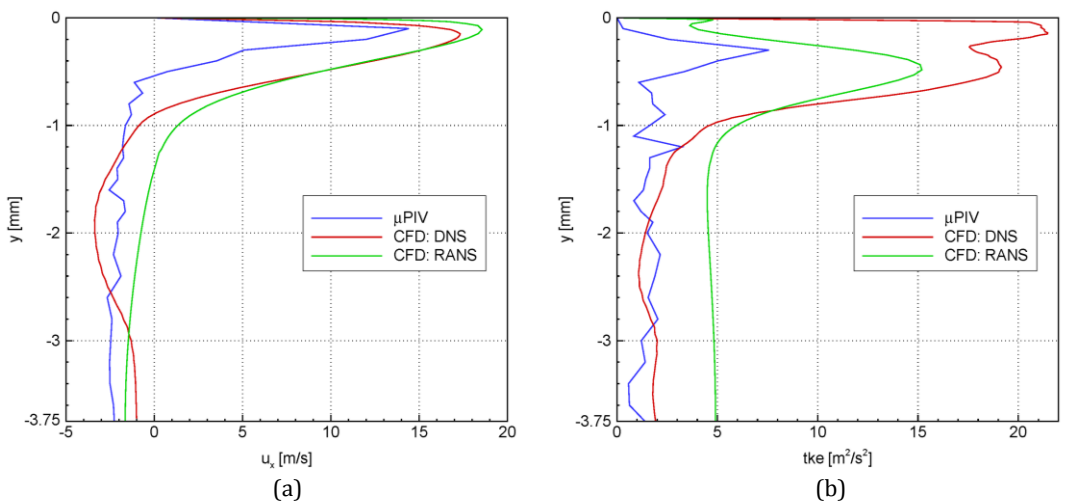 0
-1
-2
-3
-3.75
y [mm]
-5 0 5 10 15 20
u_x [m/s]
μPIV
CFD: DNS
CFD: RANS
(a)
0
-1
-2
-3
-3.75
y [mm]
0 5 10 15 20
tke [m²/s²]
μPIV
CFD: DNS
CFD: RANS
(b)